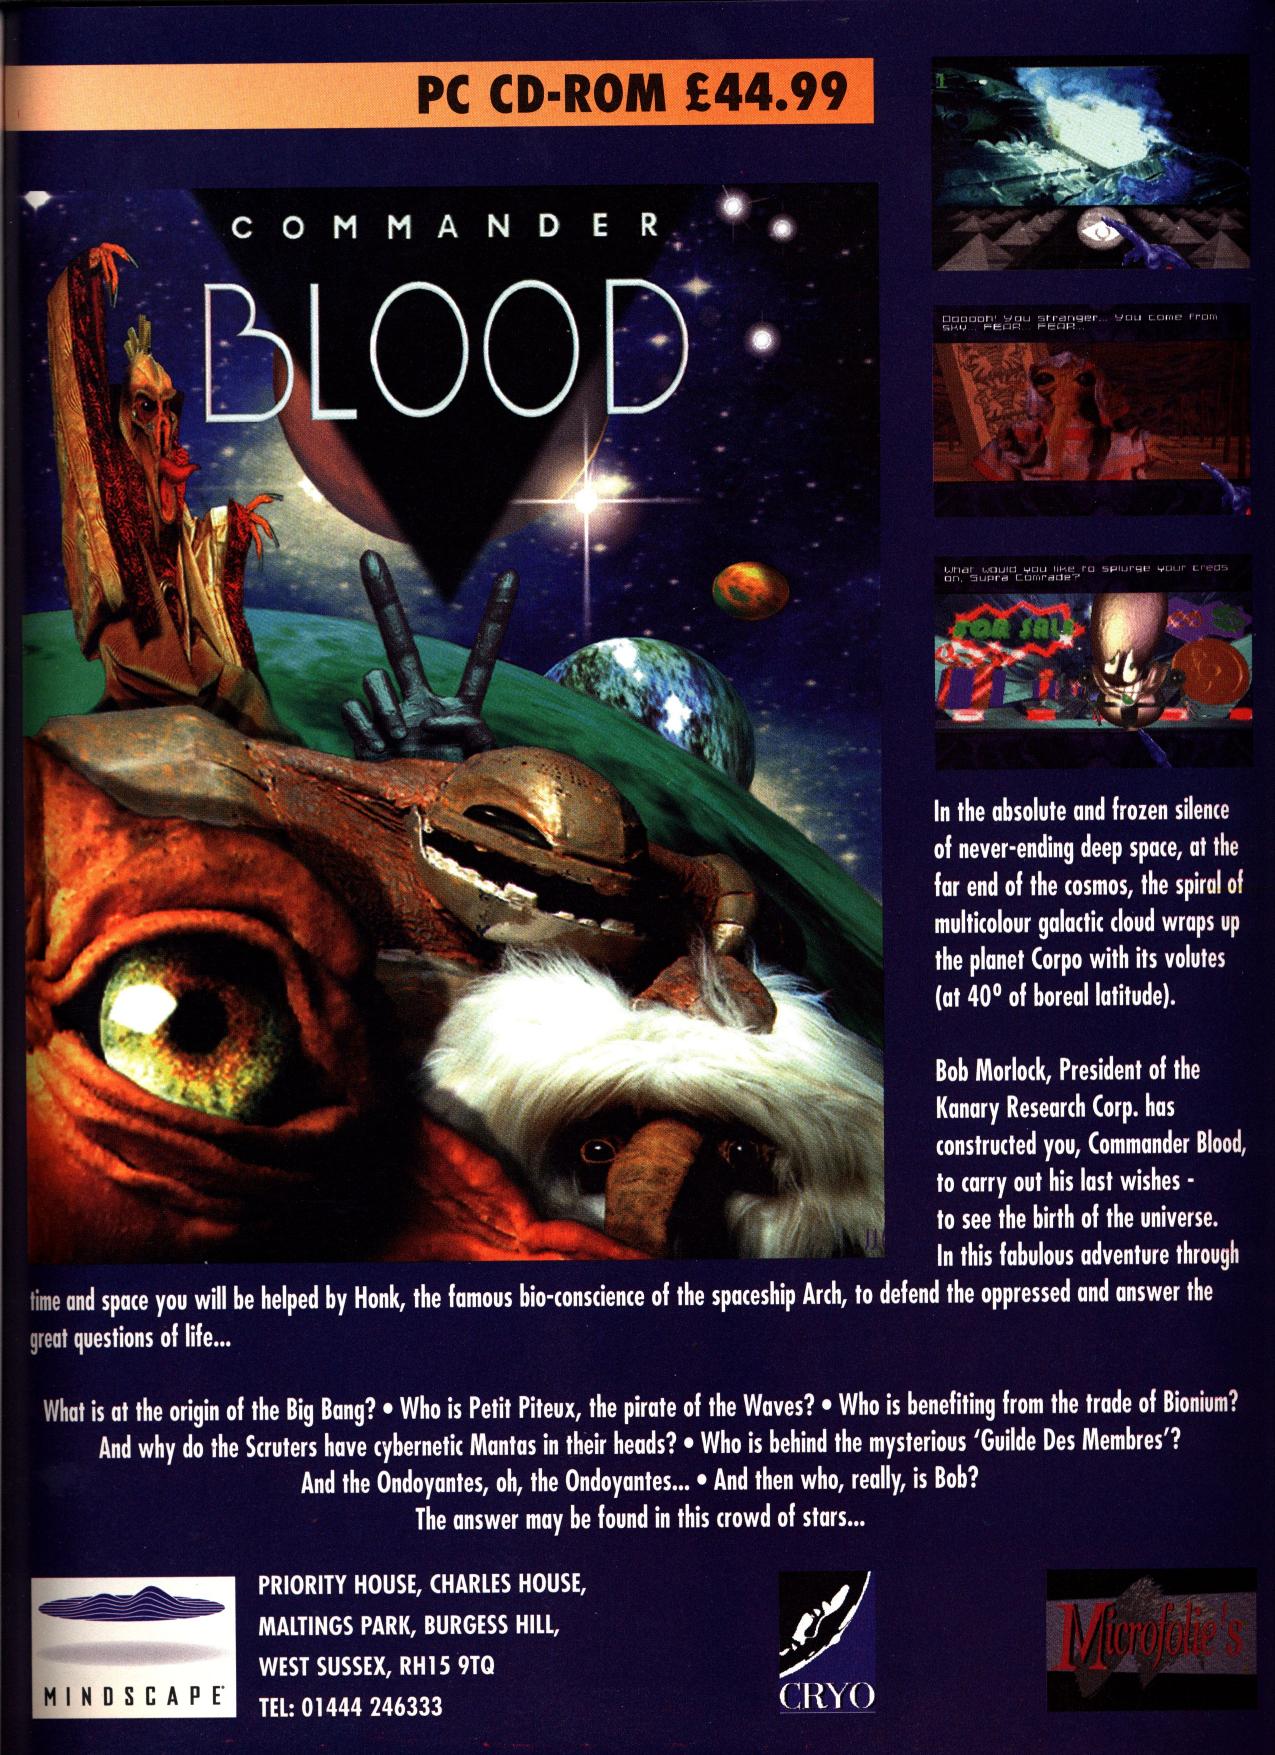 PC CD-ROM £44.99
COMMANDER
BLOOD
Oooooh! You stranger... You come from
sky... FEAR... FEAR...
What would you like to splurge your creds
on, Supra Comrade?
FOR SALE
In the absolute and frozen silence
of never-ending deep space, at the
far end of the cosmos, the spiral of
multicolour galactic cloud wraps up
the planet Corpo with its volutes
(at 40º of boreal latitude).
Bob Morlock, President of the
Kanary Research Corp. has
constructed you, Commander Blood,
to carry out his last wishes -
to see the birth of the universe.
In this fabulous adventure through
time and space you will be helped by Honk, the famous bio-conscience of the spaceship Arch, to defend the oppressed and answer the
great questions of life...
What is at the origin of the Big Bang? • Who is Petit Piteux, the pirate of the Waves? • Who is benefiting from the trade of Bionium?
And why do the Scruters have cybernetic Mantas in their heads? • Who is behind the mysterious ‘Guilde Des Membres’?
And the Ondoyantes, oh, the Ondoyantes... • And then who, really, is Bob?
The answer may be found in this crowd of stars...
MINDSCAPE
PRIORITY HOUSE, CHARLES HOUSE,
MALTINGS PARK, BURGESS HILL,
WEST SUSSEX, RH15 9TQ
TEL: 01444 246333
CRYO
Microfolie's